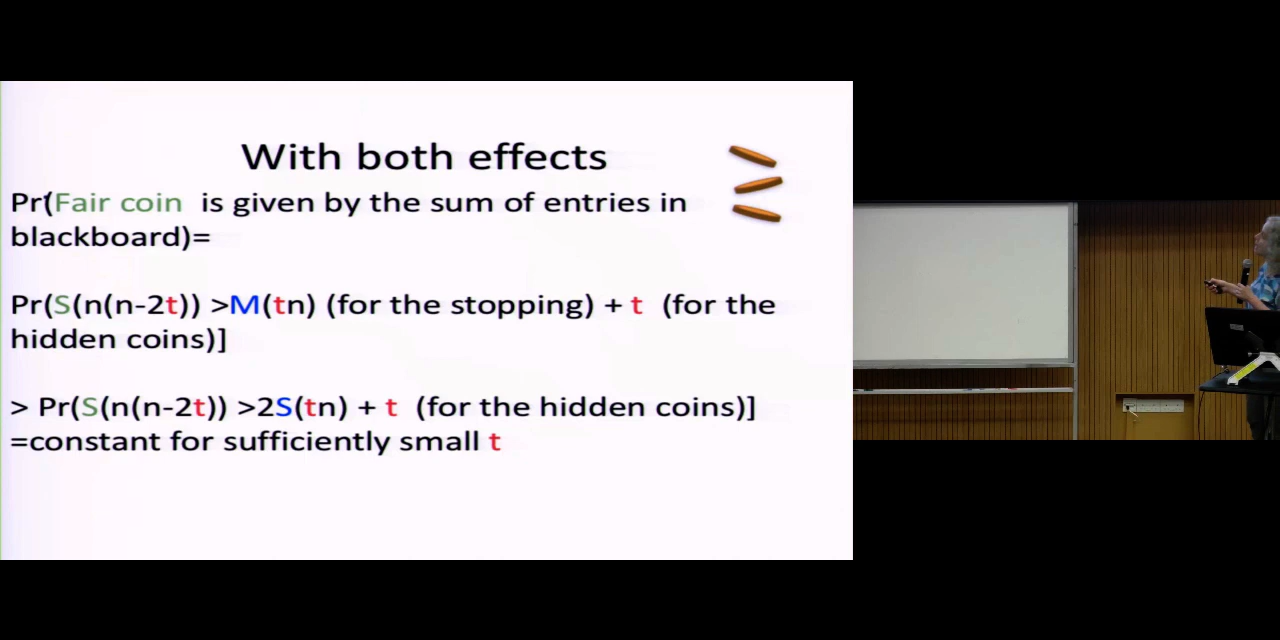 With both effects
Pr(Fair coin is given by the sum of entries in
blackboard)=
Pr(S(n(n-2t)) >M(tn) (for the stopping) + t (for the
hidden coins)]
> Pr(S(n(n-2t)) >2S(tn) + t (for the hidden coins)]
=constant for sufficiently small t